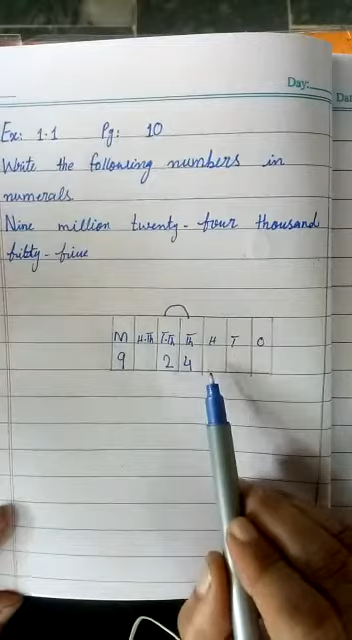 Day:
Dat
Ex: 1.1 Pg: 10
Write the following numbers in
numerals.
Nine million twenty-four thousand
fifty-five
M H-Th T-Th Th H T O
9 2 4